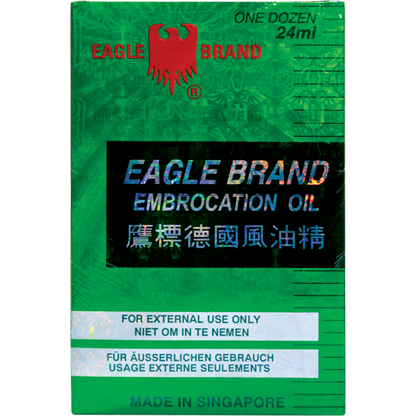 ONE DOZEN
24ml
EAGLE BRAND
®
EAGLE BRAND
EMBROCATION OIL
鷹標德國風油精
FOR EXTERNAL USE ONLY
NIET OM IN TE NEMEN
FÜR ÄUSSERLICHEN GEBRAUCH
USAGE EXTERNE SEULEMENTS
MADE IN SINGAPORE